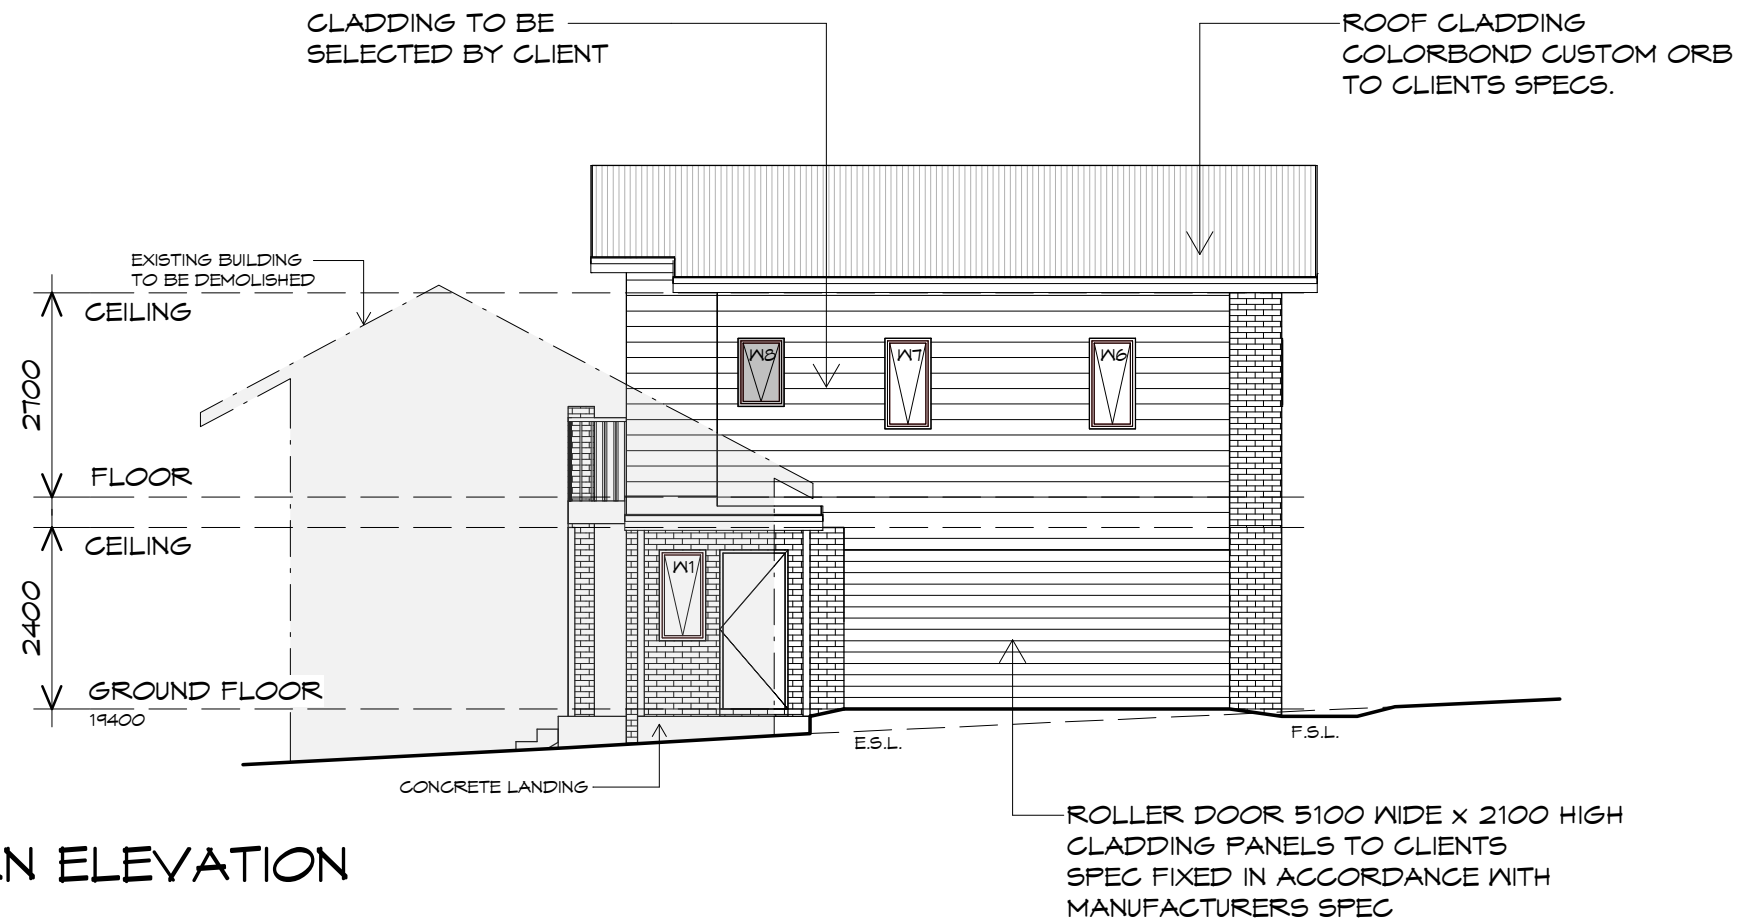 CLADDING TO BE
SELECTED BY CLIENT
ROOF CLADDING
COLORBOND CUSTOM ORB
TO CLIENTS SPECS.
EXISTING BUILDING
TO BE DEMOLISHED
CEILING
2700
FLOOR
CEILING
2400
GROUND FLOOR
19400
W8
W7
W6
W1
E.S.L.
F.S.L.
CONCRETE LANDING
ROLLER DOOR 5100 WIDE x 2100 HIGH
CLADDING PANELS TO CLIENTS
SPEC FIXED IN ACCORDANCE WITH
MANUFACTURERS SPEC
ELEVATION